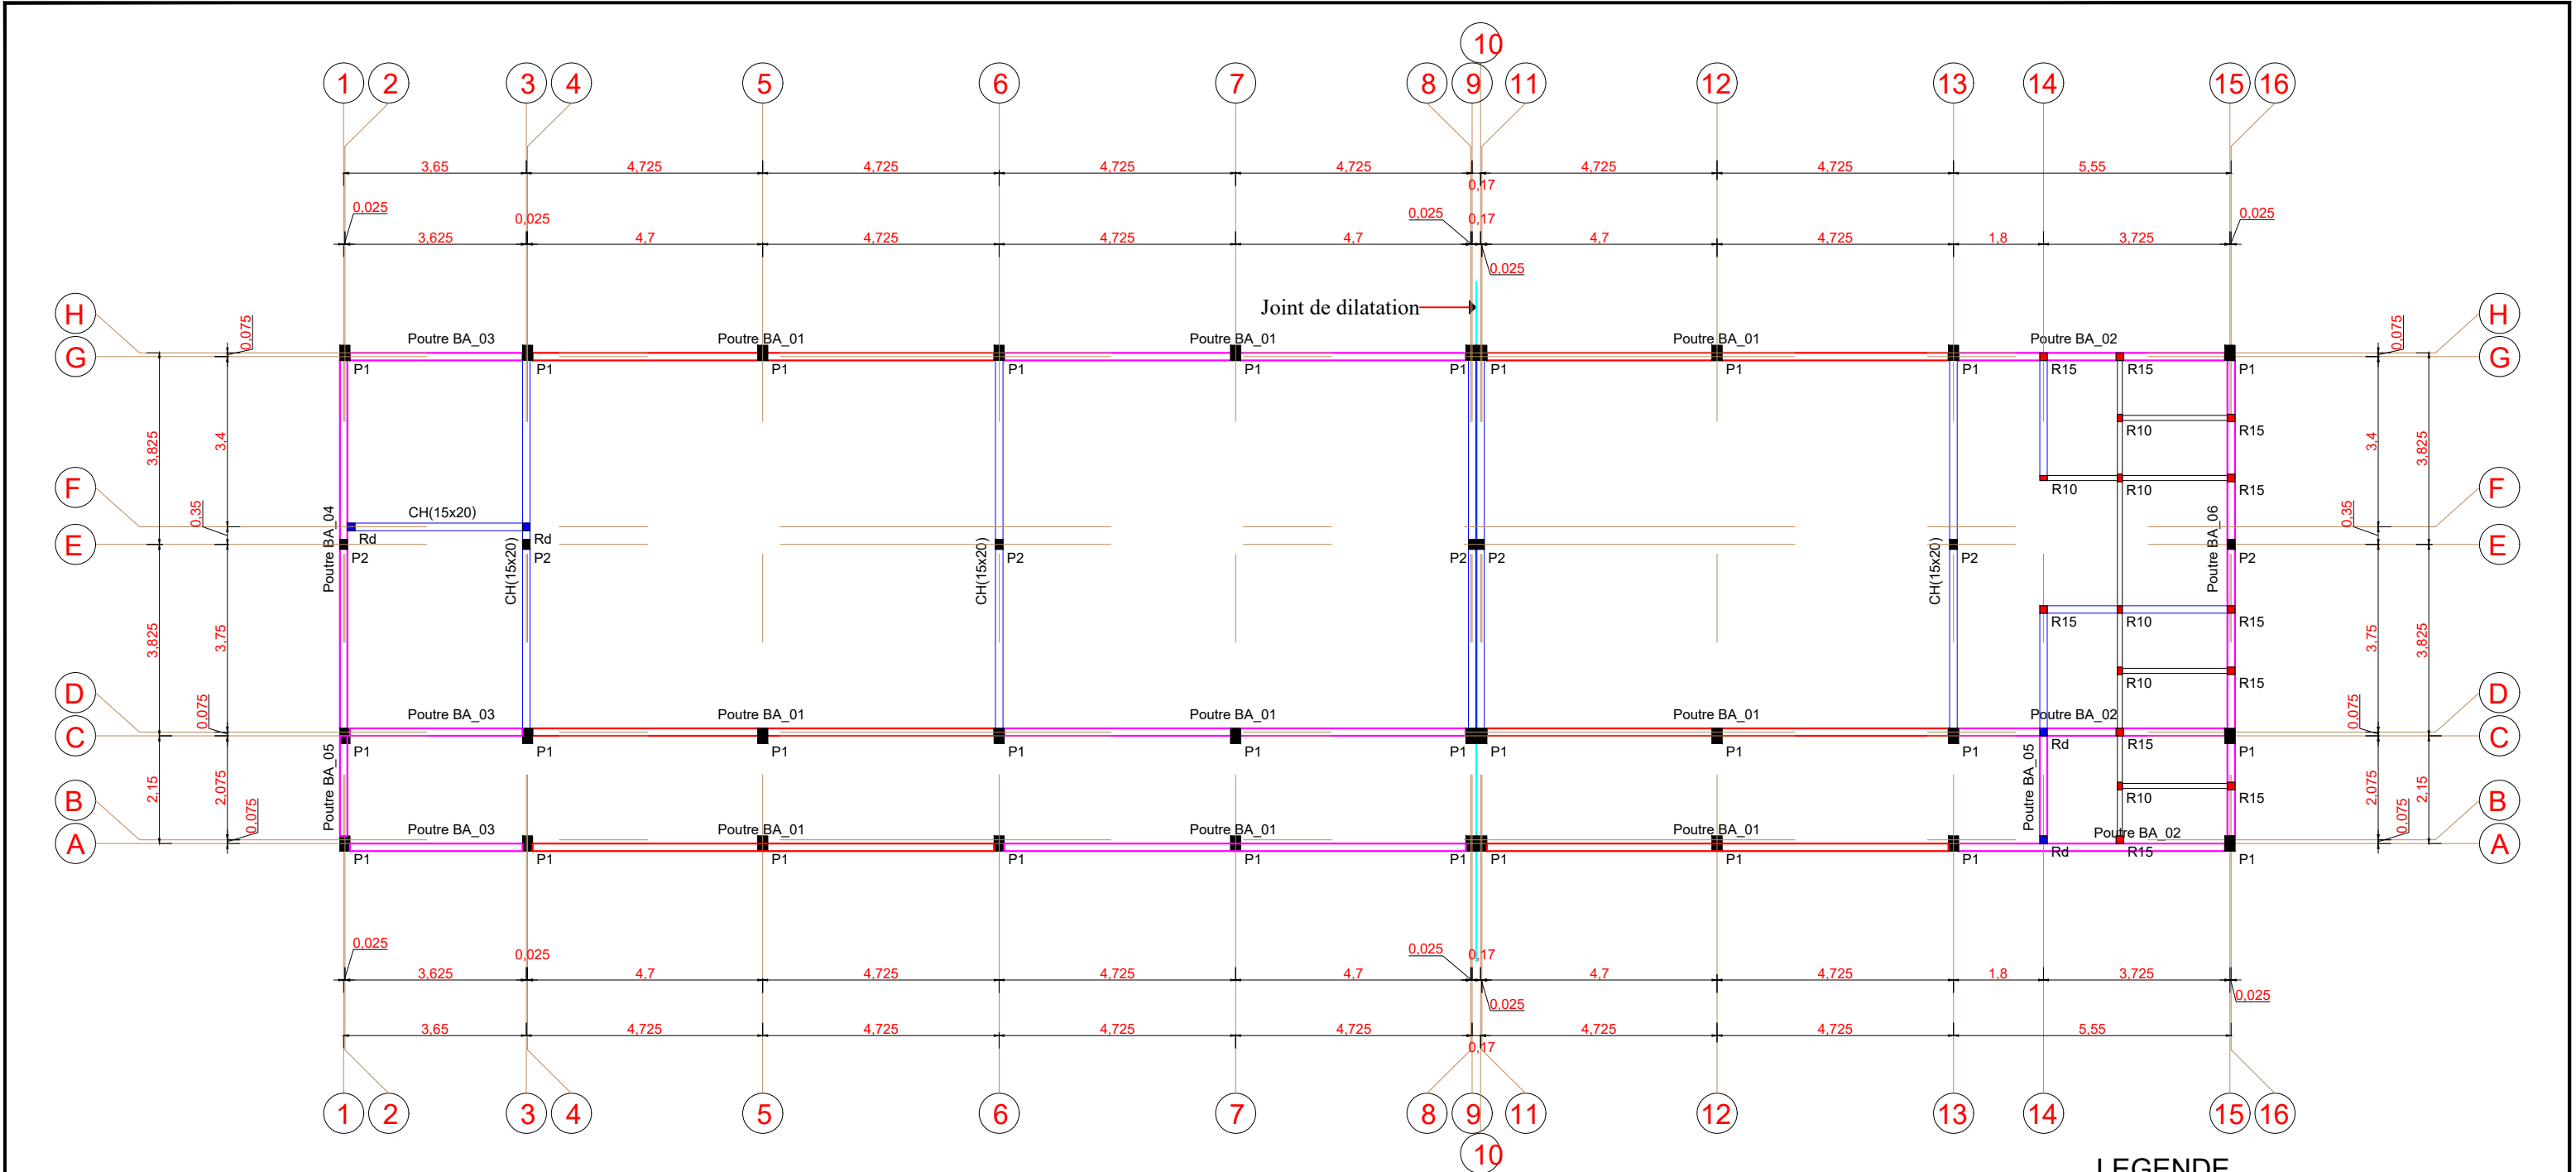 10
1 2 3 4 5 6 7 8 9 11 12 13 14 15 16
3,65 4,725 4,725 4,725 4,725 4,725 4,725 5,55
0,17
0,025 0,025 0,025 0,17 0,025
3,625 4,7 4,725 4,725 4,7 4,7 4,725 1,8 3,725
0,025
Joint de dilatation
H 0,075 0,075 H
Poutre BA_03 Poutre BA_01 Poutre BA_01 Poutre BA_01 Poutre BA_02
G G
P1 P1 P1 P1 P1 P1 P1 P1 P1 R15 R15 P1
3,825 3,4 R10 R15 3,4 3,825
F R10 R10 R15 F
0,35 CH(15x20) 0,35
Rd Rd
E Poutre BA_04 P2 CH(15x20) P2 CH(15x20) P2 P2 P2 CH(15x20) P2 Poutre BA_06 P2 E
R15 R10 R15
3,825 3,75 3,75 3,825
R10 R15
D 0,075 0,075 D
Poutre BA_03 Poutre BA_01 Poutre BA_01 Poutre BA_01 Poutre BA_02
C C
P1 P1 P1 P1 P1 P1 P1 P1 P1 Rd R15 P1
2,15 2,075 Poutre BA_05 Poutre BA_05 2,075 2,15
R10 R15
B 0,075 0,075 B
Poutre BA_03 Poutre BA_01 Poutre BA_01 Poutre BA_01 Poutre BA_02
A A
P1 P1 P1 P1 P1 P1 P1 P1 P1 Rd R15 P1
0,025 0,025 0,025 0,17
3,625 4,7 4,725 4,725 4,7 4,7 4,725 1,8 3,725
0,025 0,025
3,65 4,725 4,725 4,725 4,725 4,725 4,725 5,55
0,17
1 2 3 4 5 6 7 8 9 11 12 13 14 15 16
10
LEGENDE